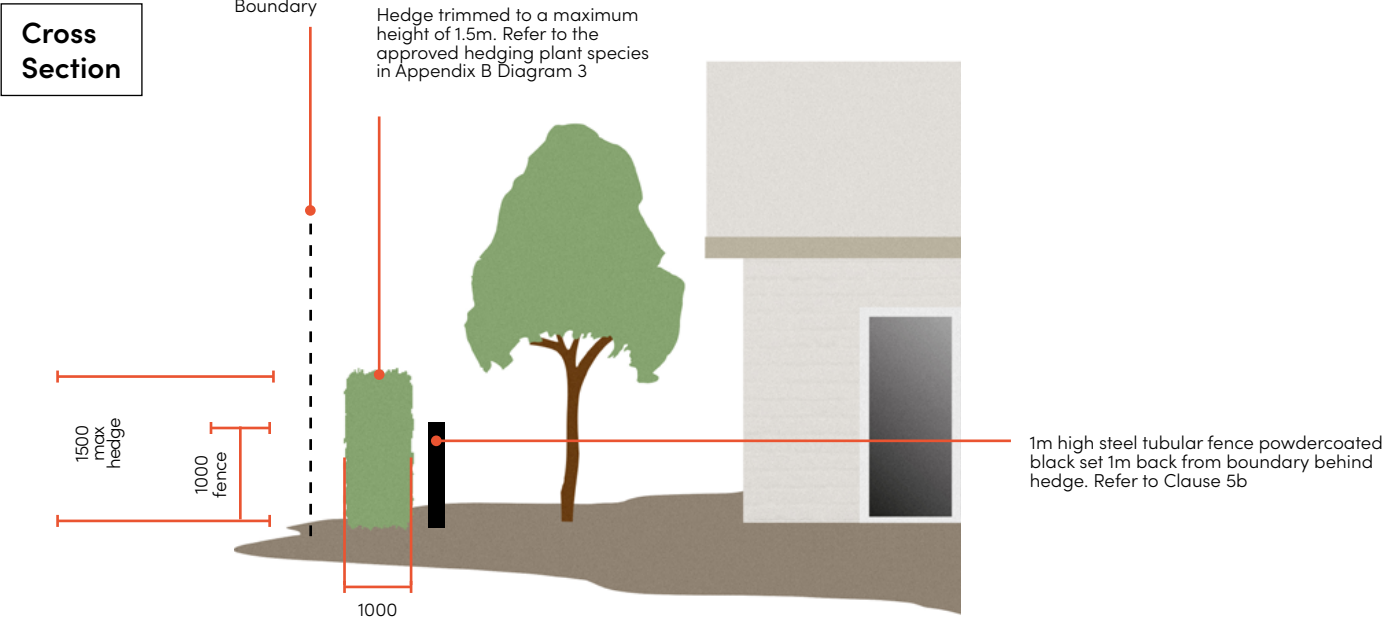 Cross
Section
Boundary
Hedge trimmed to a maximum
height of 1.5m. Refer to the
approved hedging plant species
in Appendix B Diagram 3
1500
max
hedge
1000
fence
1000
1m high steel tubular fence powdercoated
black set 1m back from boundary behind
hedge. Refer to Clause 5b